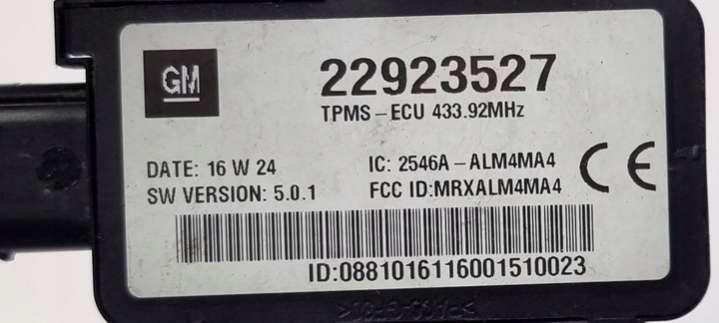 GM
22923527
TPMS-ECU 433.92MHz
DATE: 16 W 24
IC: 2546A-ALM4MA4
SW VERSION: 5.0.1
FCC ID:MRXALM4MA4
CE
ID:0881016116001510023